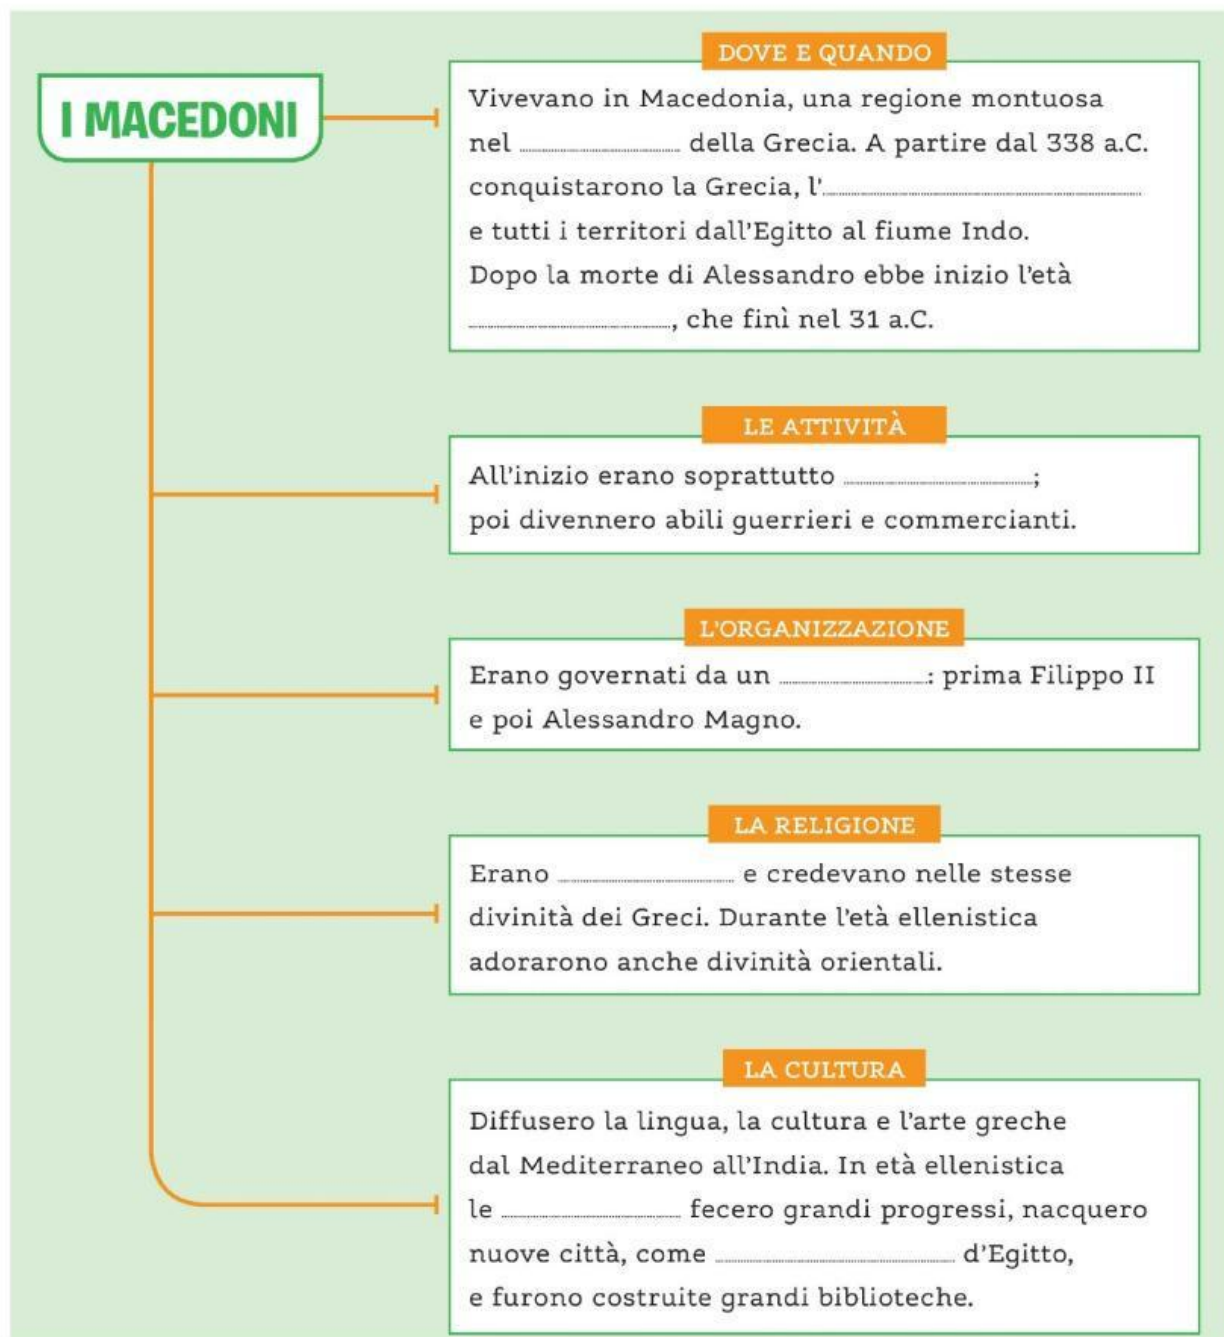 I MACEDONI
DOVE E QUANDO
Vivevano in Macedonia, una regione montuosa
nel ........................ della Grecia. A partire dal 338 a.C.
conquistarono la Grecia, l'................................................
e tutti i territori dall'Egitto al fiume Indo.
Dopo la morte di Alessandro ebbe inizio l'età
................................, che finì nel 31 a.C.
LE ATTIVITÀ
All'inizio erano soprattutto ..............................;
poi divennero abili guerrieri e commercianti.
L'ORGANIZZAZIONE
Erano governati da un ........................: prima Filippo II
e poi Alessandro Magno.
LA RELIGIONE
Erano ............................ e credevano nelle stesse
divinità dei Greci. Durante l'età ellenistica
adorarono anche divinità orientali.
LA CULTURA
Diffusero la lingua, la cultura e l'arte greche
dal Mediterraneo all'India. In età ellenistica
le ............................ fecero grandi progressi, nacquero
nuove città, come ...................................... d'Egitto,
e furono costruite grandi biblioteche.